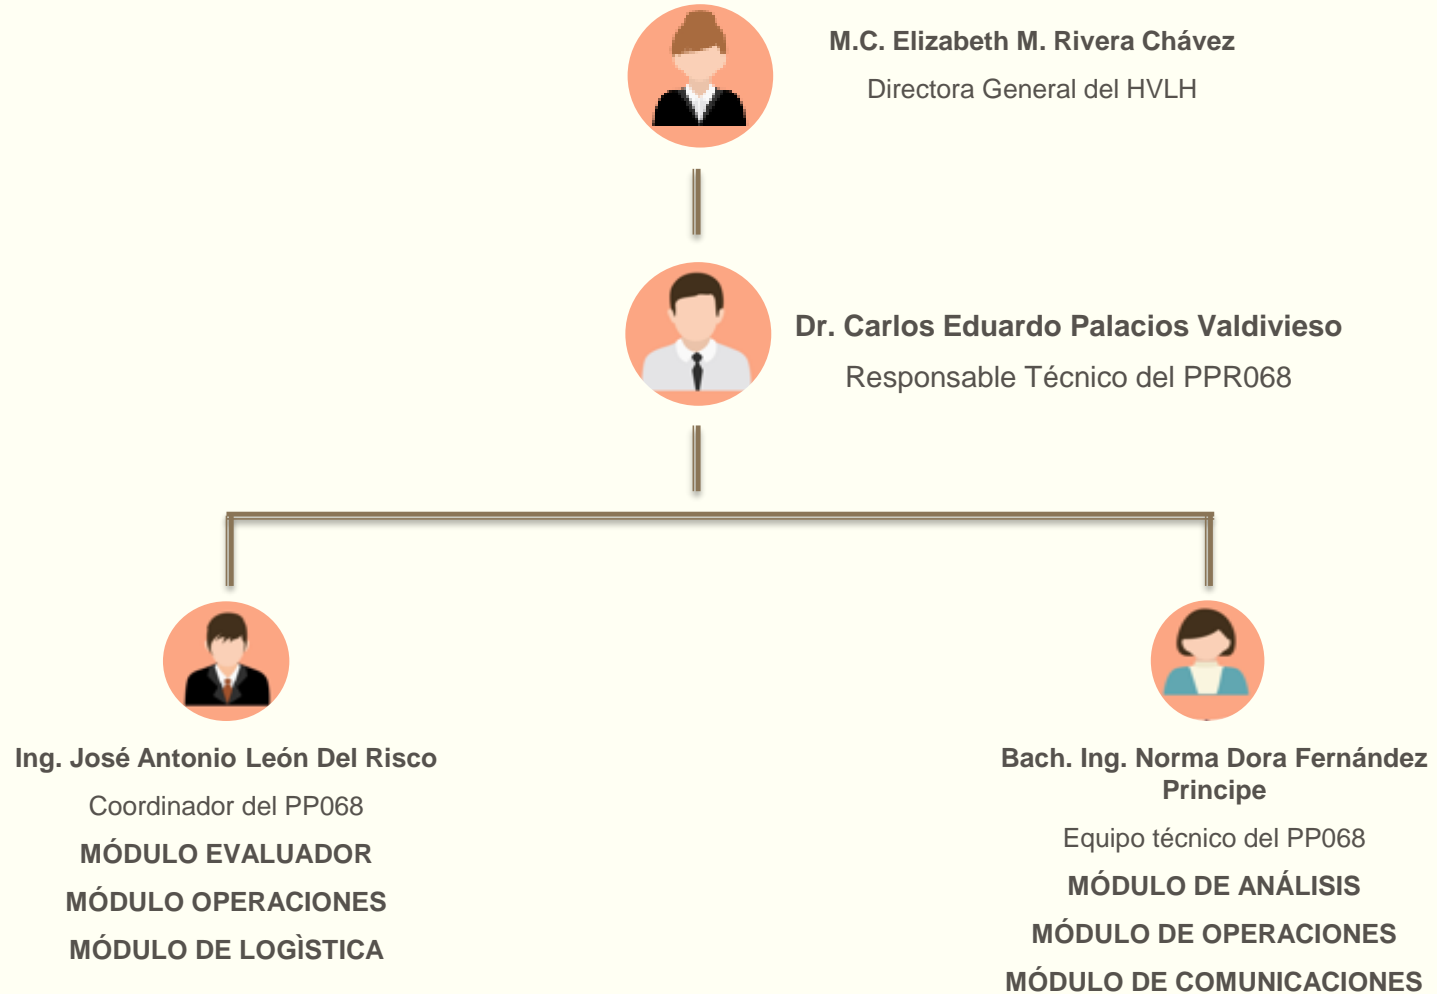 M.C. Elizabeth M. Rivera Chávez
Directora General del HVLH
Dr. Carlos Eduardo Palacios Valdivieso
Responsable Técnico del PPR068
Ing. José Antonio León Del Risco
Coordinador del PP068
MÓDULO EVALUADOR
MÓDULO OPERACIONES
MÓDULO DE LOGÌSTICA
Bach. Ing. Norma Dora Fernández
Principe
Equipo técnico del PP068
MÓDULO DE ANÁLISIS
MÓDULO DE OPERACIONES
MÓDULO DE COMUNICACIONES